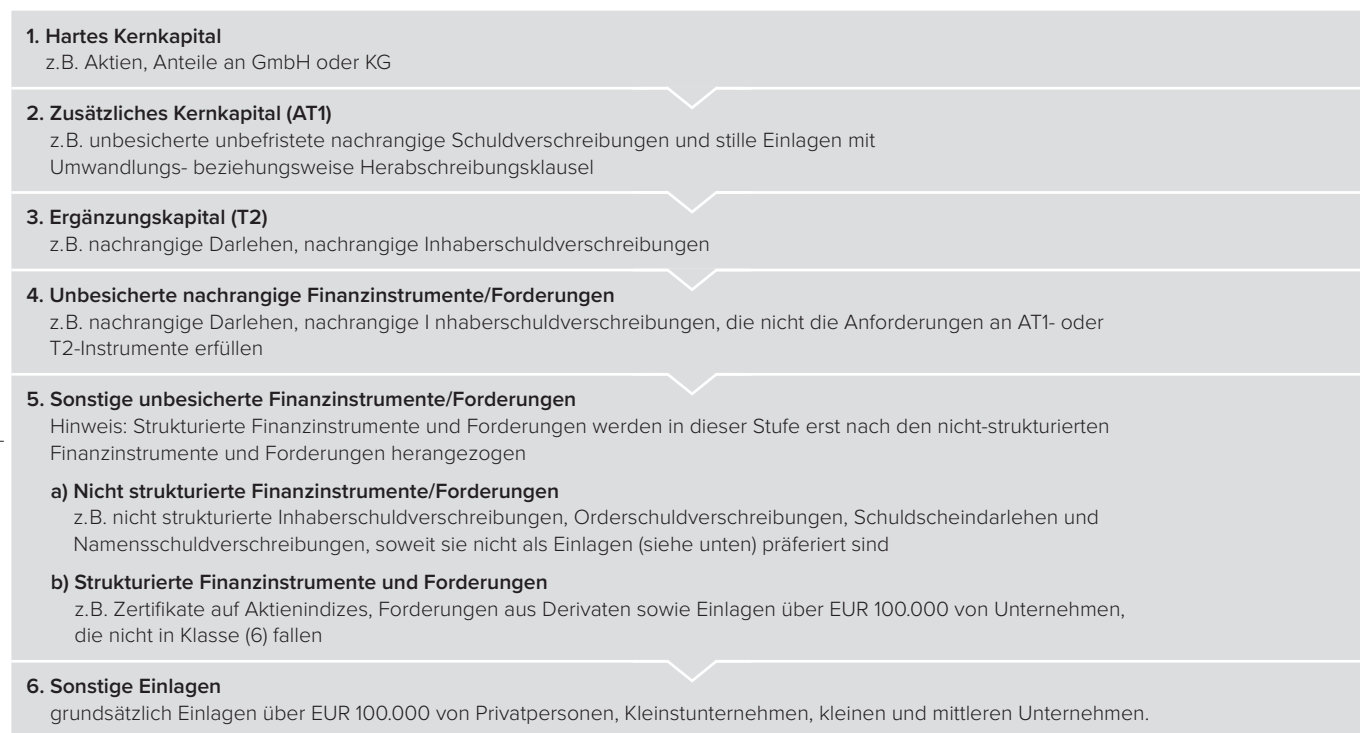 1. Hartes Kernkapital
z.B. Aktien, Anteile an GmbH oder KG
2. Zusätzliches Kernkapital (AT1)
z.B. unbesicherte unbefristete nachrangige Schuldverschreibungen und stille Einlagen mit
Umwandlungs- beziehungsweise Herabschreibungsklausel
3. Ergänzungskapital (T2)
z.B. nachrangige Darlehen, nachrangige Inhaberschuldverschreibungen
4. Unbesicherte nachrangige Finanzinstrumente/Forderungen
z.B. nachrangige Darlehen, nachrangige I nhaberschuldverschreibungen, die nicht die Anforderungen an AT1- oder
T2-Instrumente erfüllen
5. Sonstige unbesicherte Finanzinstrumente/Forderungen
Hinweis: Strukturierte Finanzinstrumente und Forderungen werden in dieser Stufe erst nach den nicht-strukturierten
Finanzinstrumente und Forderungen herangezogen
a) Nicht strukturierte Finanzinstrumente/Forderungen
z.B. nicht strukturierte Inhaberschuldverschreibungen, Orderschuldverschreibungen, Schuldscheindarlehen und
Namensschuldverschreibungen, soweit sie nicht als Einlagen (siehe unten) präferiert sind
b) Strukturierte Finanzinstrumente und Forderungen
z.B. Zertifikate auf Aktienindizes, Forderungen aus Derivaten sowie Einlagen über EUR 100.000 von Unternehmen,
die nicht in Klasse (6) fallen
6. Sonstige Einlagen
grundsätzlich Einlagen über EUR 100.000 von Privatpersonen, Kleinstunternehmen, kleinen und mittleren Unternehmen.